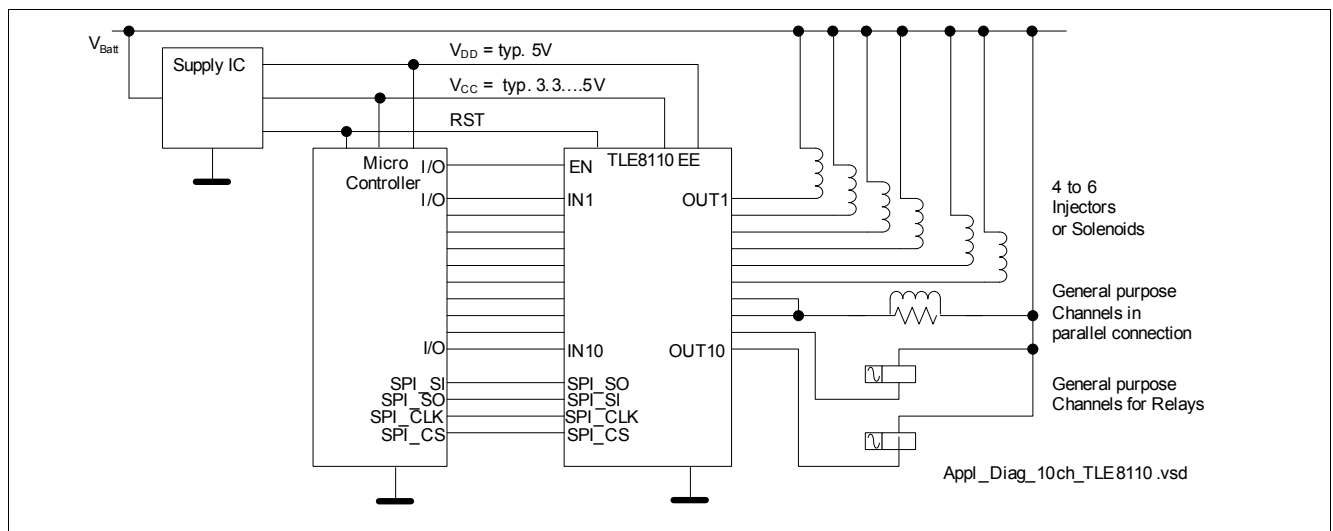 V_Batt
Supply IC
V_DD = typ. 5V
V_CC = typ. 3.3....5V
RST
Micro
Controller
I/O
I/O
I/O
SPI_SI
SPI_SO
SPI_CLK
SPI_CS
TLE8110 EE
EN
IN1
IN10
SPI_SO
SPI_SI
SPI_CLK
SPI_CS
OUT1
OUT10
4 to 6
Injectors
or Solenoids
General purpose
Channels in
parallel connection
General purpose
Channels for Relays
Appl_Diag_10ch_TLE8110.vsd